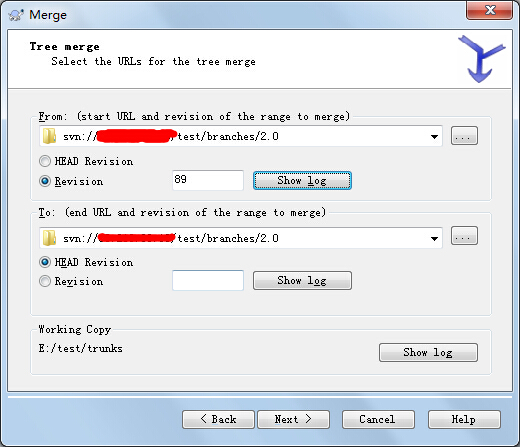 Merge
Tree merge
Select the URLs for the tree merge
From: (start URL and revision of the range to merge)
svn:// /test/branches/2.0
...
HEAD Revision
Revision
89
Show log
To: (end URL and revision of the range to merge)
svn:// /test/branches/2.0
...
HEAD Revision
Revision
Show log
Working Copy
E:/test/trunks
Show log
< Back
Next >
Cancel
Help